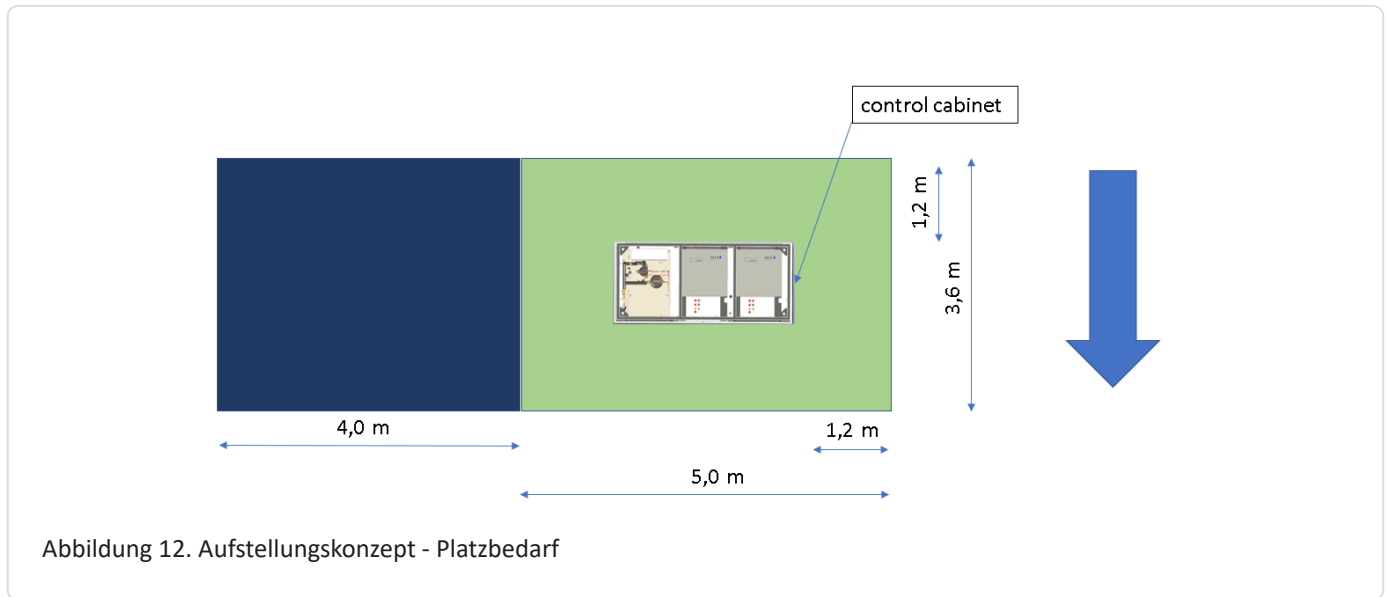 control cabinet
1,2 m
3,6 m
4,0 m
1,2 m
5,0 m
Abbildung 12. Aufstellungskonzept - Platzbedarf